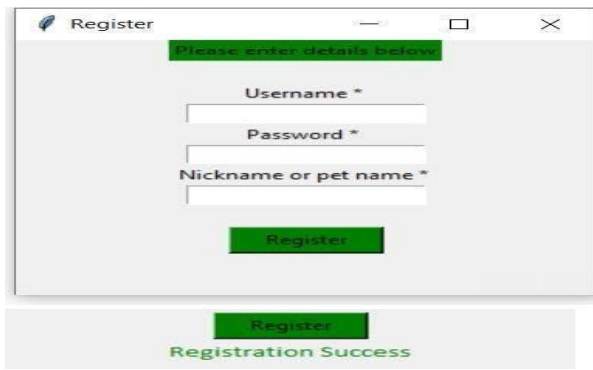 Register
Please enter details below
Username *
Password *
Nickname or pet name *
Register
Register
Registration Success